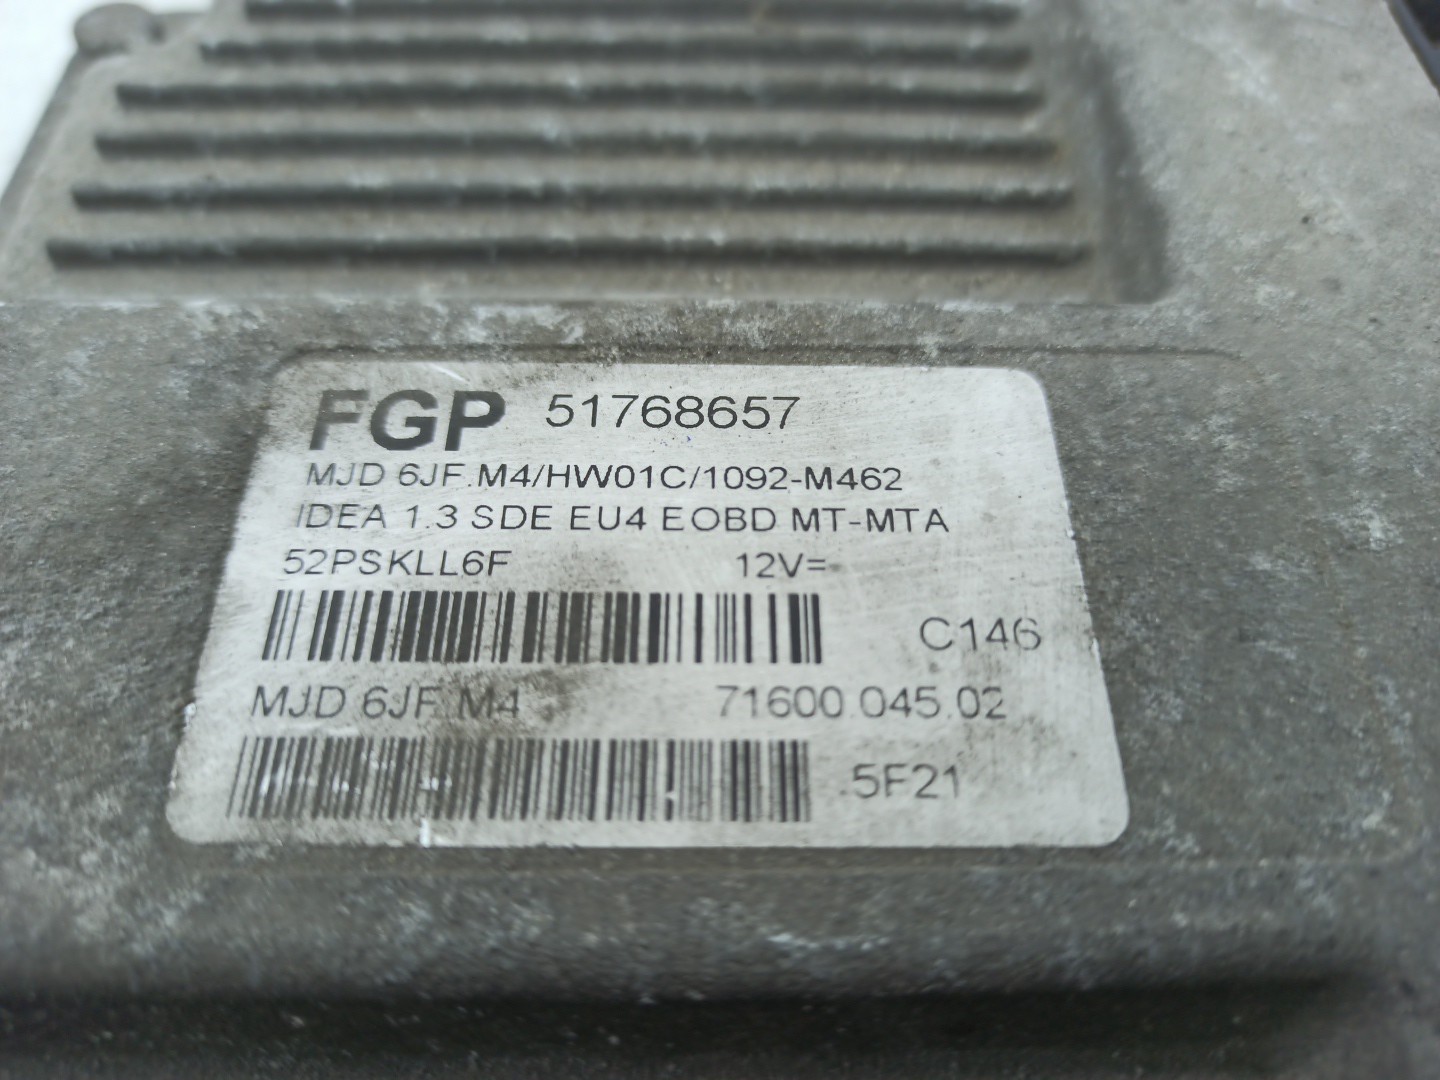 FGP 51768657
MJD 6JF.M4/HW01C/1092-M462
IDEA 1.3 SDE EU4 EOBD MT-MTA
52PSKLL6F 12V=
C146
MJD 6JF M4 71600.045.02
5F21